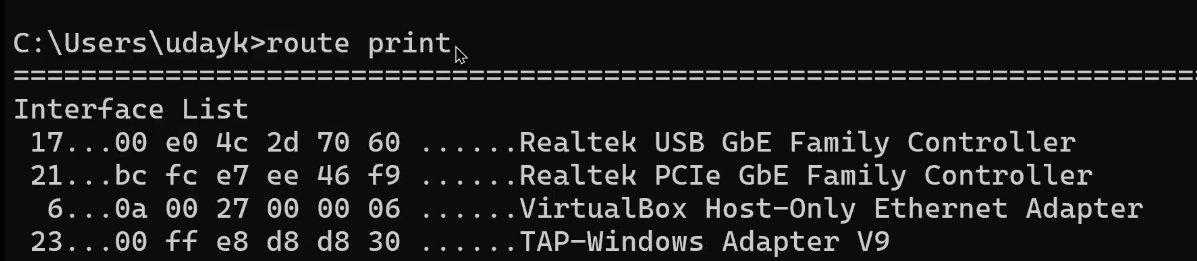 C:\Users\udayk>route print
===========================================================================
Interface List
 17...00 e0 4c 2d 70 60 ......Realtek USB GbE Family Controller
 21...bc fc e7 ee 46 f9 ......Realtek PCIe GbE Family Controller
  6...0a 00 27 00 00 06 ......VirtualBox Host-Only Ethernet Adapter
 23...00 ff e8 d8 d8 30 ......TAP-Windows Adapter V9